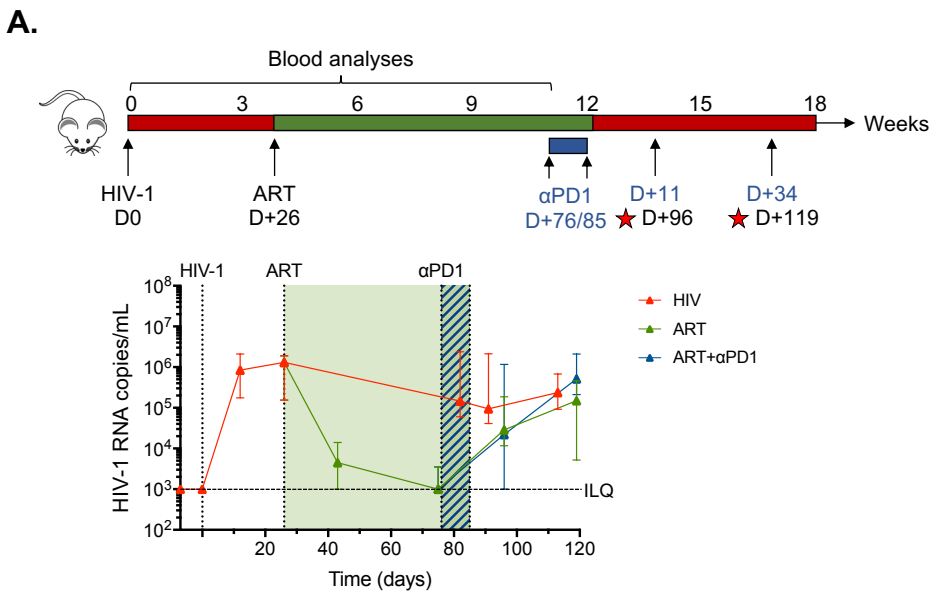 A.
Blood analyses
0 3 6 9 12 15 18
Weeks
HIV-1 ART αPD1 D+11 D+34
D0 D+26 D+76/85 D+96 D+119
HIV-1 ART αPD1
HIV-1 RNA copies/mL
10⁸
10⁷
10⁶
10⁵
10⁴
10³
10²
ILQ
20 40 60 80 100 120
Time (days)
HIV
ART
ART+αPD1